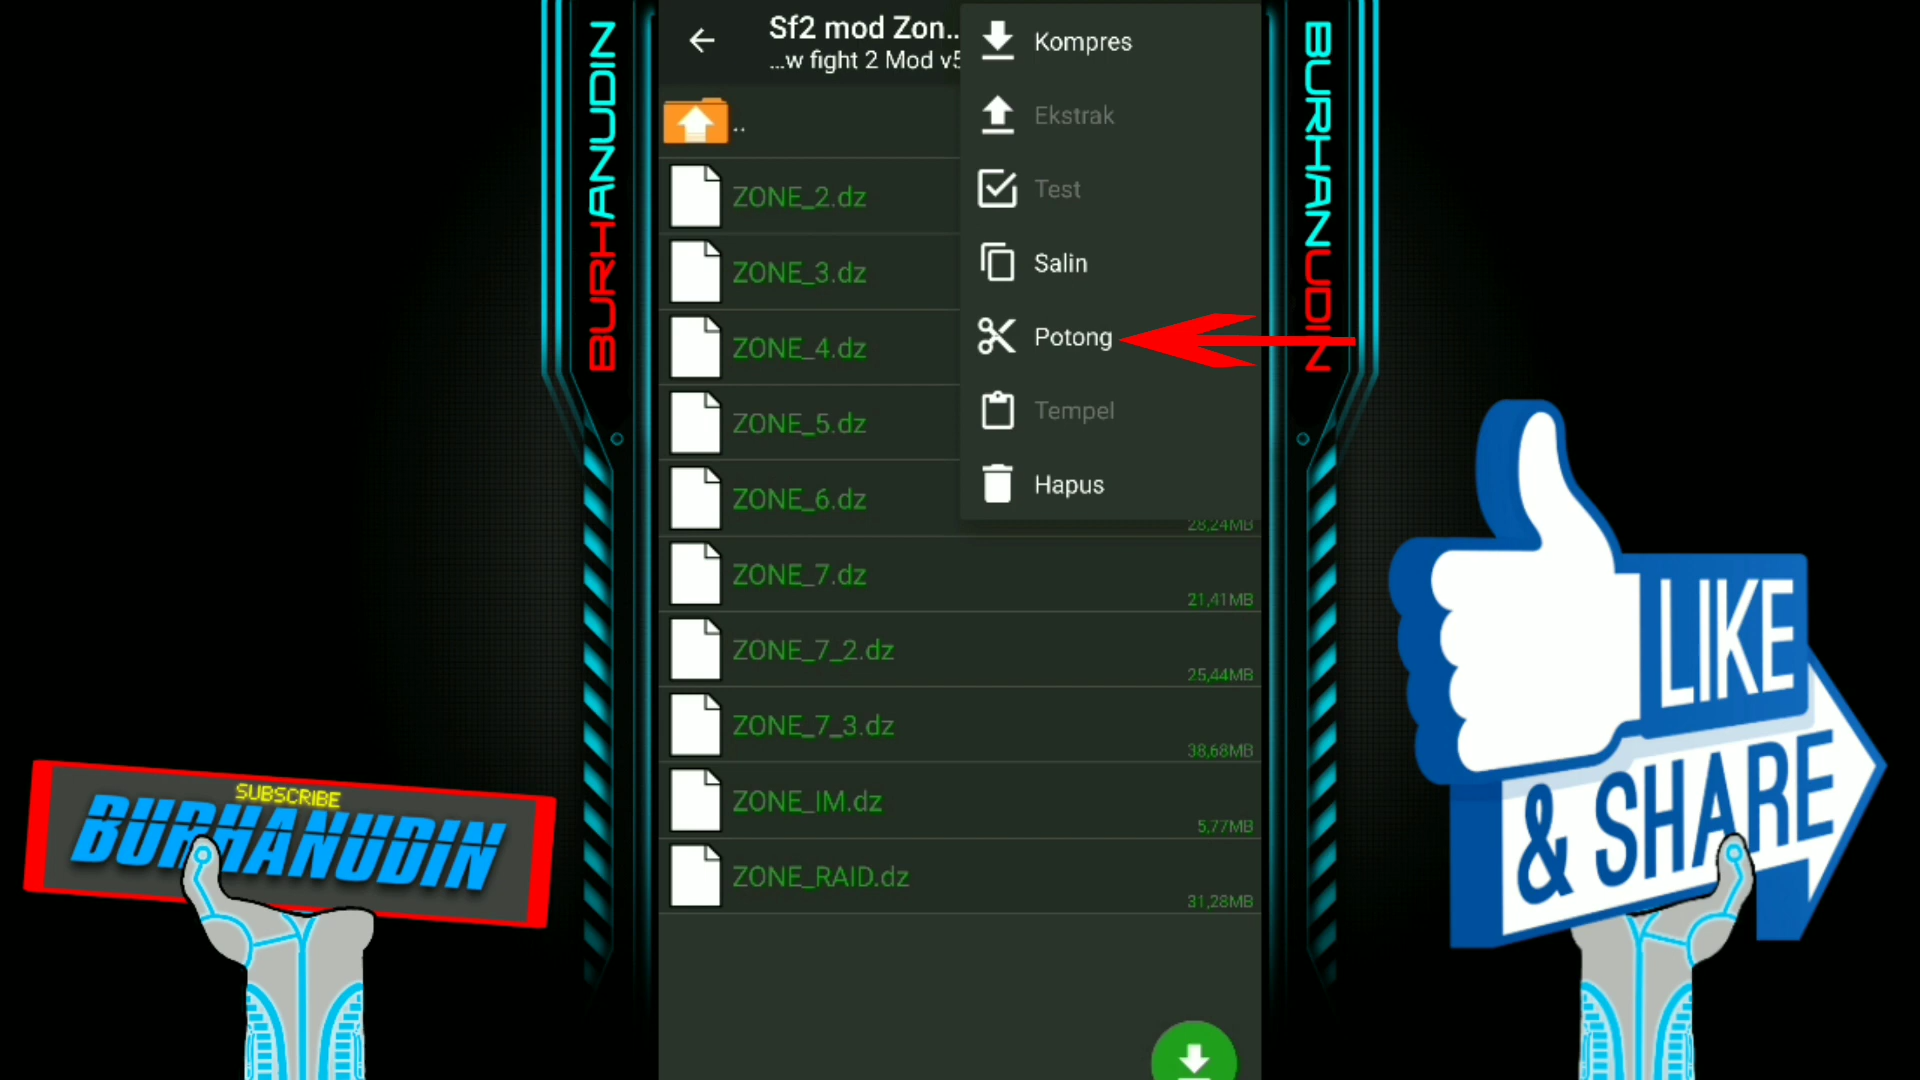 BURHANUDIN
Sf2 mod Zon...
...w fight 2 Mod v5
..
ZONE_2.dz
ZONE_3.dz
ZONE_4.dz
ZONE_5.dz
ZONE_6.dz
28,24MB
ZONE_7.dz
21,41MB
ZONE_7_2.dz
25,44MB
ZONE_7_3.dz
38,68MB
ZONE_IM.dz
5,77MB
ZONE_RAID.dz
31,28MB
Kompres
Ekstrak
Test
Salin
Potong
Tempel
Hapus
BURHANUDIN
SUBSCRIBE
BURHANUDIN
LIKE
& SHARE